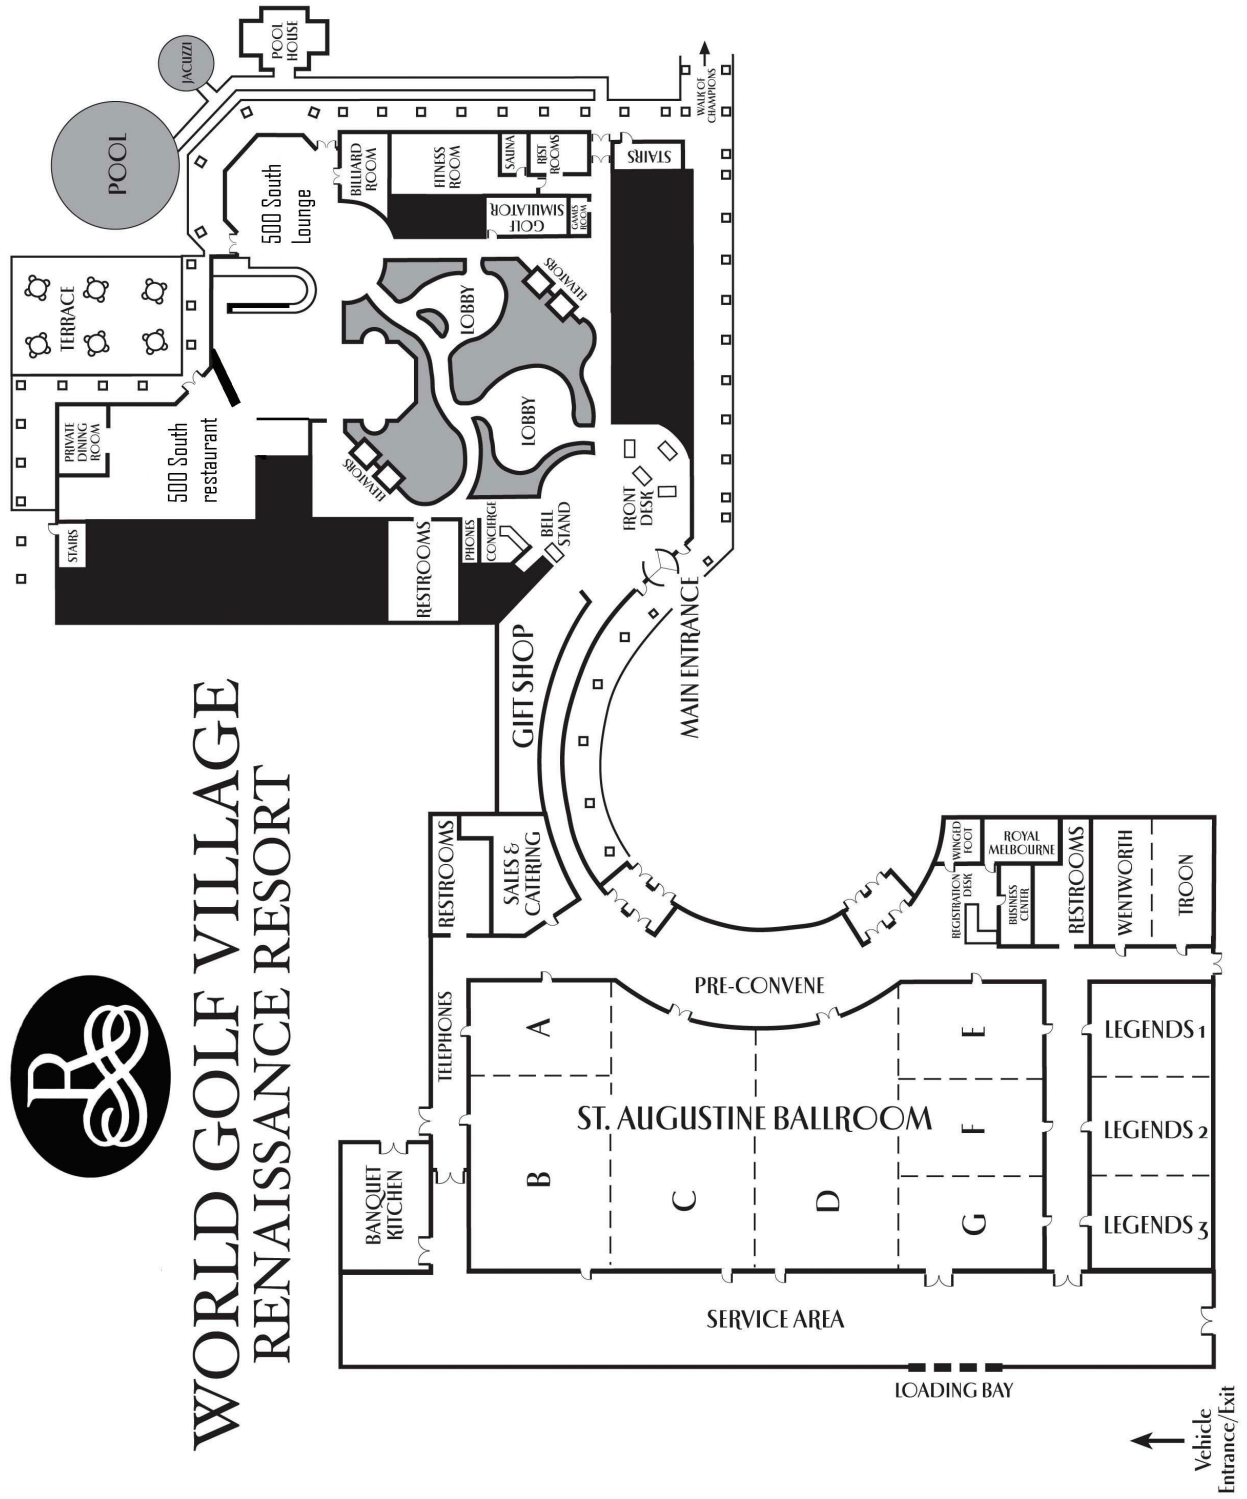 POOL
HOUSE
JACUZZI
POOL
WALK OF
CHAMPIONS
STAIRS
REST
ROOMS
SAUNA
FITNESS
ROOM
BILLIARD
ROOM
500 South
Lounge
GOLF
SIMULATOR
GAMES
ROOM
ELEVATORS
LOBBY
TERRACE
LOBBY
PRIVATE
DINING
ROOM
500 South
restaurant
ELEVATORS
FRONT
DESK
BELL
STAND
CONCIERGE
PHONES
RESTROOMS
STAIRS
MAIN ENTRANCE
GIFT SHOP
WORLD GOLF VILLAGE
RENAISSANCE RESORT
R
RESTROOMS
SALES &
CATERING
WINGED
FOOT
ROYAL
MELBOURNE
REGISTRATION
DESK
BUSINESS
CENTER
RESTROOMS
WENTWORTH
TROON
PRE-CONVENE
TELEPHONES
A
E
LEGENDS 1
ST. AUGUSTINE BALLROOM
F
LEGENDS 2
B
C
D
G
LEGENDS 3
BANQUET
KITCHEN
SERVICE AREA
LOADING BAY
Vehicle
Entrance/Exit